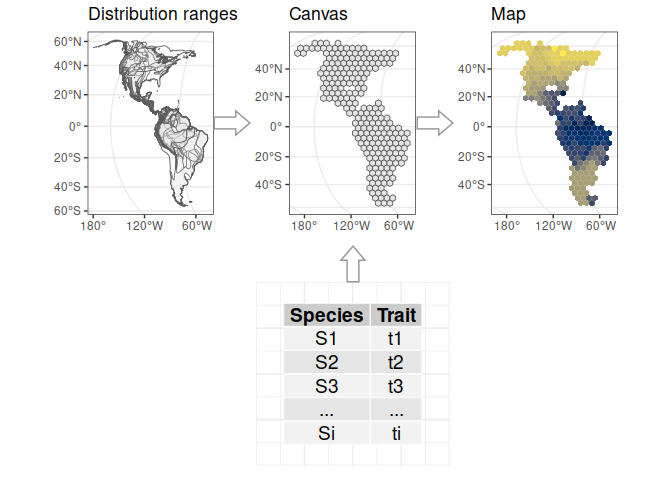 Distribution ranges
60°N
40°N
20°N
0°
20°S
40°S
60°S
180° 120°W 60°W
Canvas
40°N
20°N
0°
20°S
40°S
180° 120°W 60°W
Map
40°N
20°N
0°
20°S
40°S
180° 120°W 60°W
Species Trait
S1 t1
S2 t2
S3 t3
... ...
Si ti